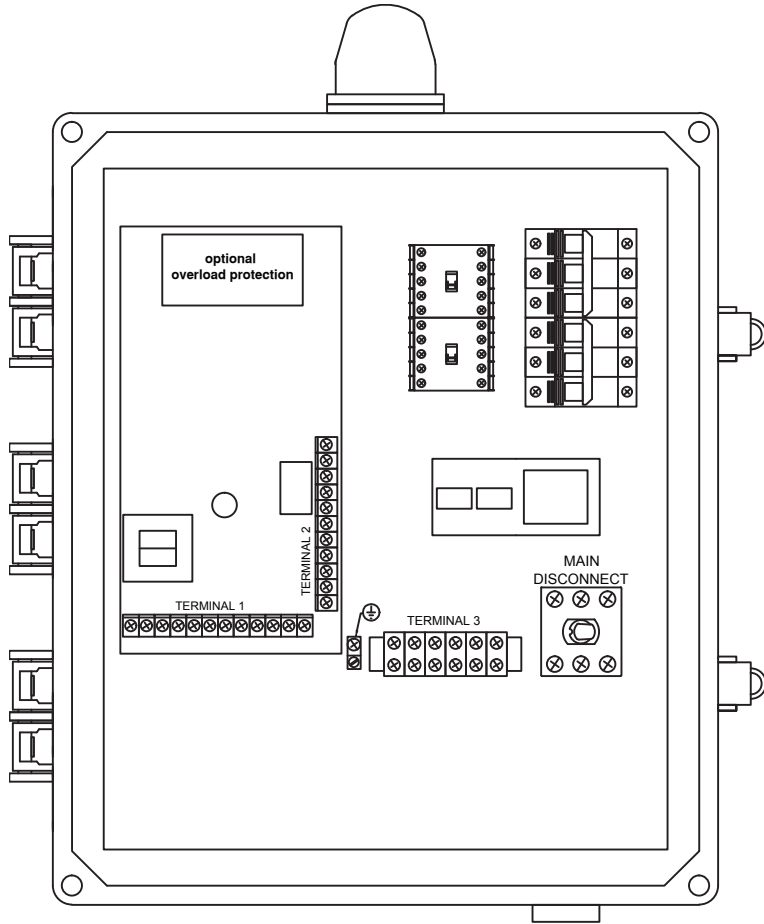 optional
overload protection
TERMINAL 2
MAIN
DISCONNECT
TERMINAL 1
TERMINAL 3